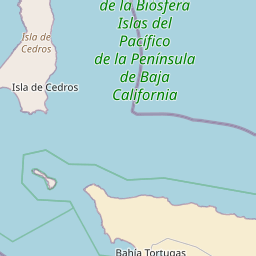 de la Biosfera
Islas del
Pacífico
de la Península
de Baja
California
Isla de
Cedros
Isla de Cedros
Bahía Tortugas